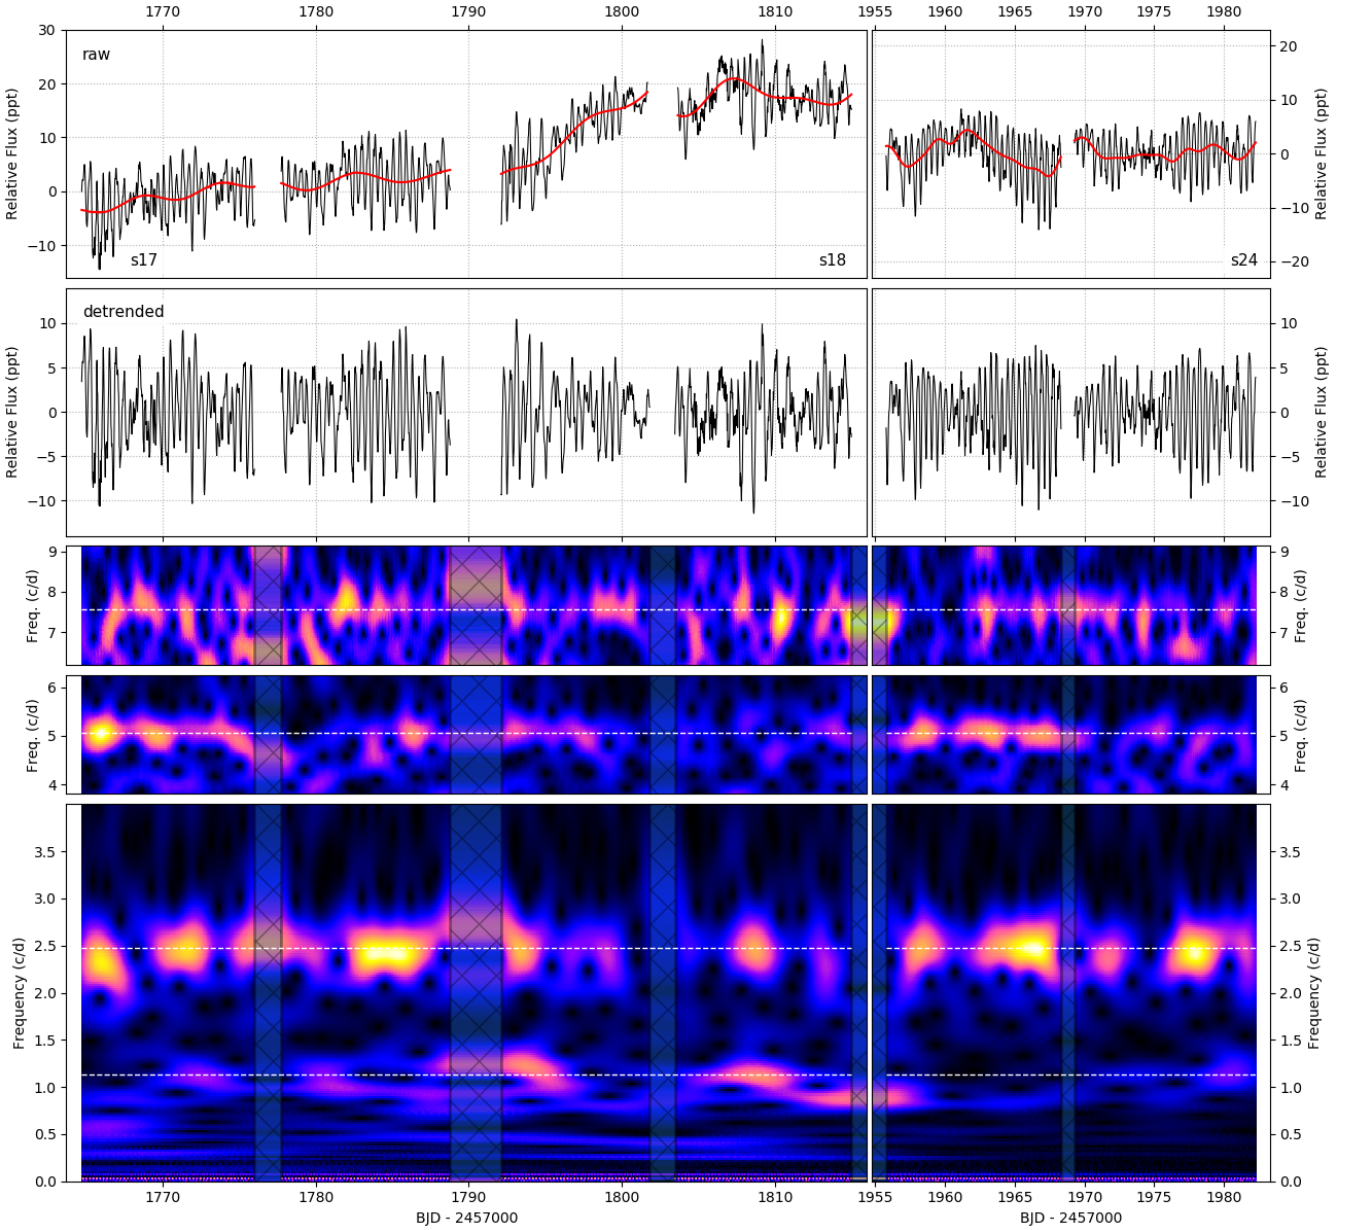 1770 1780 1790 1800 1810 1955 1960 1965 1970 1975 1980
30 20 10 0 −10
Relative Flux (ppt)
raw
s17
s18
s24
20 10 0 −10 −20
Relative Flux (ppt)
10 5 0 −5 −10
Relative Flux (ppt)
detrended
10 5 0 −5 −10
Relative Flux (ppt)
9 8 7
Freq. (c/d)
9 8 7
Freq. (c/d)
6 5 4
Freq. (c/d)
6 5 4
Freq. (c/d)
3.5 3.0 2.5 2.0 1.5 1.0 0.5 0.0
Frequency (c/d)
3.5 3.0 2.5 2.0 1.5 1.0 0.5 0.0
Frequency (c/d)
1770 1780 1790 1800 1810 1955 1960 1965 1970 1975 1980
BJD - 2457000
BJD - 2457000